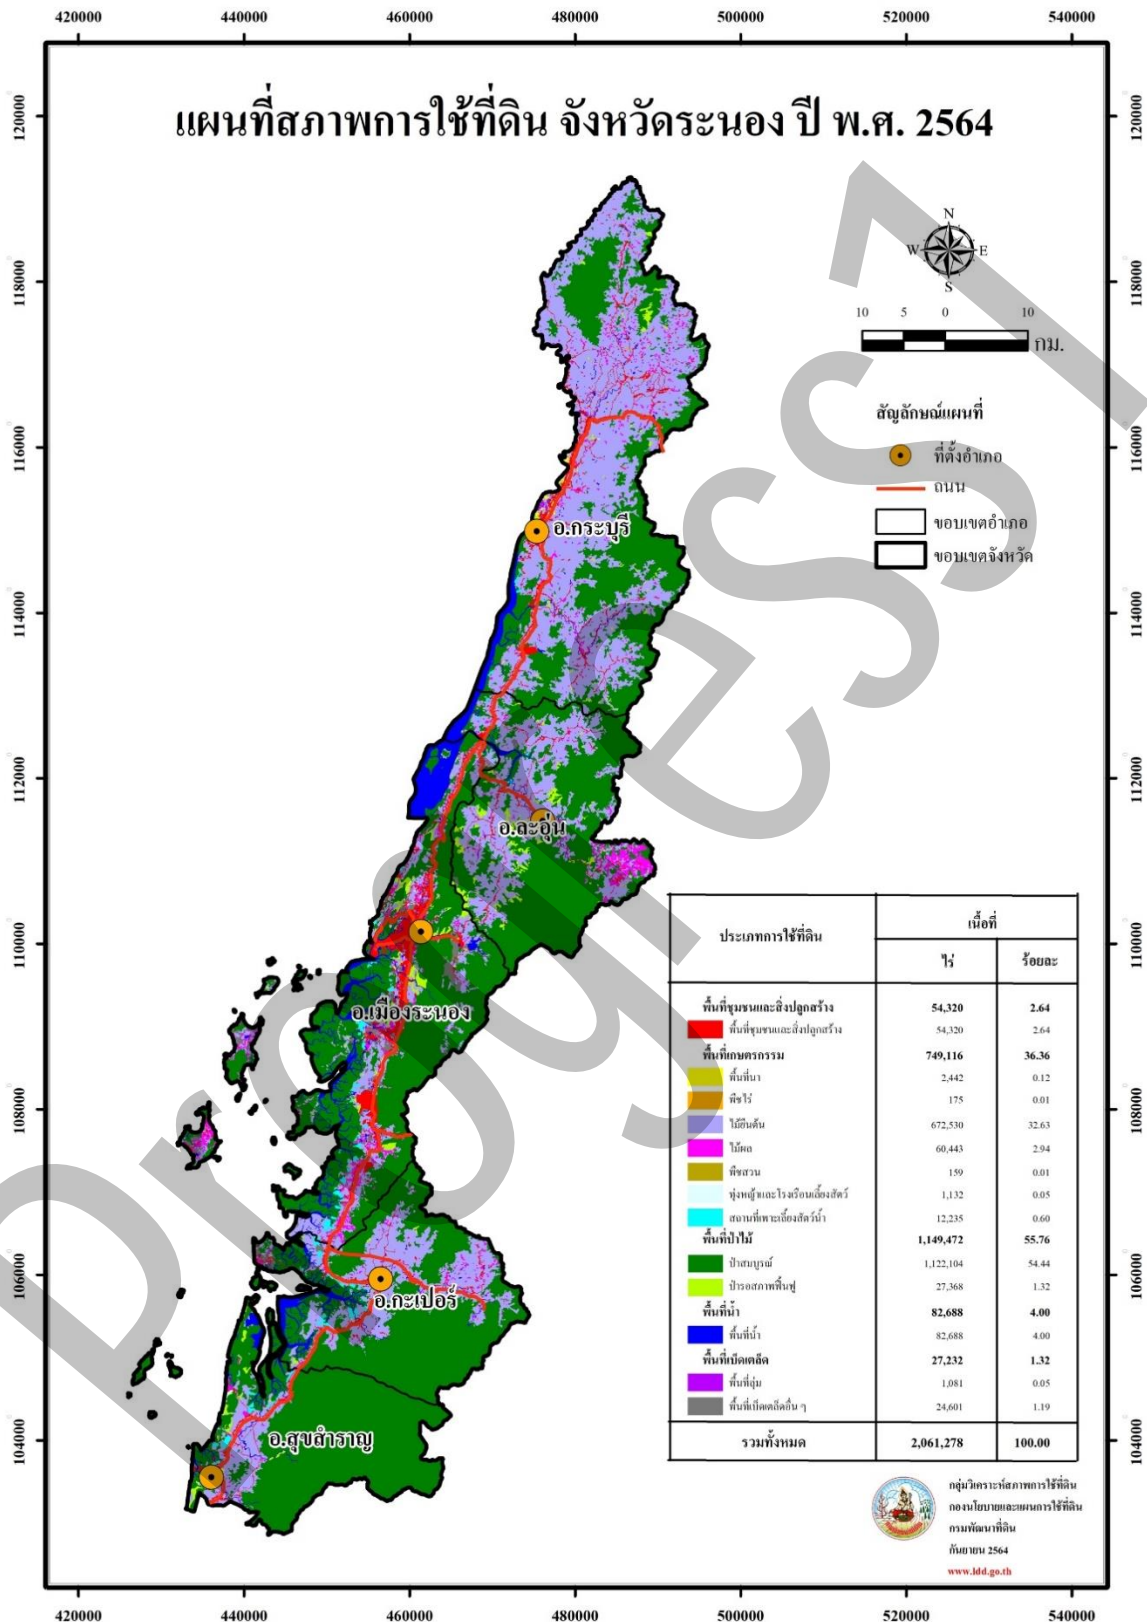 420000 440000 460000 480000 500000 520000 540000
แผนที่สภาพการใช้ที่ดิน จังหวัดระนอง ปี พ.ศ. 2564
N
W E
S
10 5 0 10
กม.
สัญลักษณ์แผนที่
ที่ตั้งอำเภอ
ถนน
ขอบเขตอำเภอ
ขอบเขตจังหวัด
อ.กระบุรี
อ.ละอุ่น
อ.เมืองระนอง
อ.กะเปอร์
อ.สุขสำราญ
Progress1
120000 120000
118000 118000
116000 116000
114000 114000
112000 112000
110000 110000
108000 108000
106000 106000
104000 104000
ประเภทการใช้ที่ดิน เนื้อที่
ไร่ ร้อยละ
พื้นที่ชุมชนและสิ่งปลูกสร้าง 54,320 2.64
พื้นที่ชุมชนและสิ่งปลูกสร้าง 54,320 2.64
พื้นที่เกษตรกรรม 749,116 36.36
พื้นที่นา 2,442 0.12
พืชไร่ 175 0.01
ไม้ยืนต้น 672,530 32.63
ไม้ผล 60,443 2.94
พืชสวน 159 0.01
ทุ่งหญ้าและโรงเรือนเลี้ยงสัตว์ 1,132 0.05
สถานที่เพาะเลี้ยงสัตว์น้ำ 12,235 0.60
พื้นที่ป่าไม้ 1,149,472 55.76
ป่าสมบูรณ์ 1,122,104 54.44
ป่ารอสภาพฟื้นฟู 27,368 1.32
พื้นที่น้ำ 82,688 4.00
พื้นที่น้ำ 82,688 4.00
พื้นที่เบ็ดเตล็ด 27,232 1.32
พื้นที่ลุ่ม 1,081 0.05
พื้นที่เบ็ดเตล็ดอื่น ๆ 24,601 1.19
รวมทั้งหมด 2,061,278 100.00
กลุ่มวิเคราะห์สภาพการใช้ที่ดิน
กองนโยบายและแผนการใช้ที่ดิน
กรมพัฒนาที่ดิน
กันยายน 2564
www.ldd.go.th
420000 440000 460000 480000 500000 520000 540000